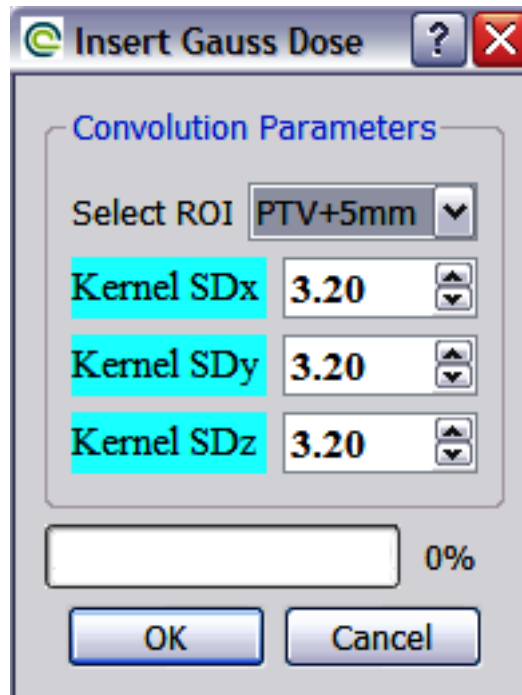 Insert Gauss Dose ?
Convolution Parameters
Select ROI PTV+5mm
Kernel SDx 3.20
Kernel SDy 3.20
Kernel SDz 3.20
0%
OK Cancel